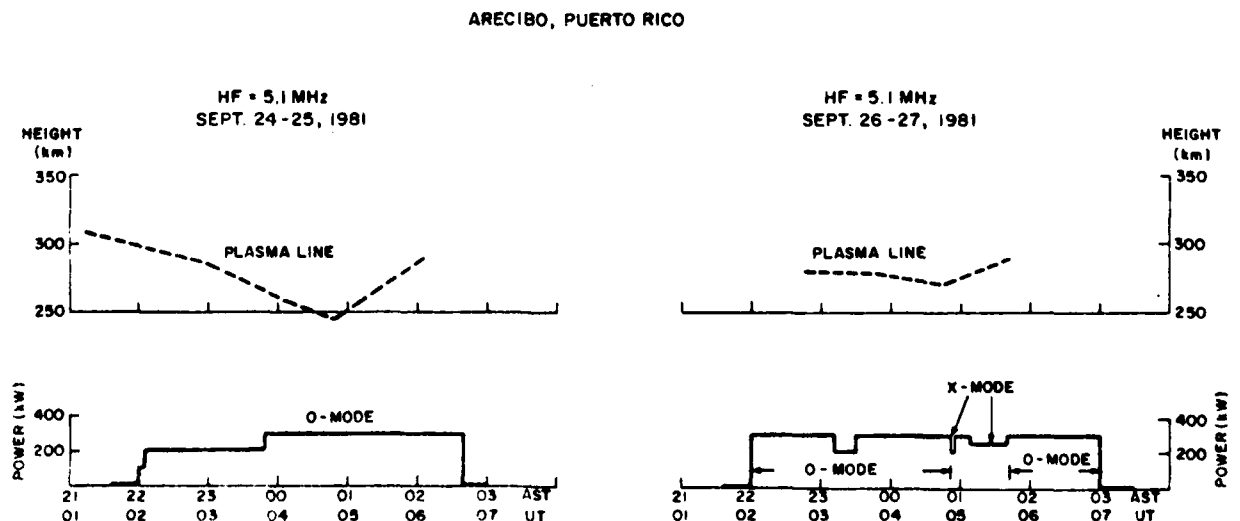 ARECIBO, PUERTO RICO
HF = 5.1 MHz
SEPT. 24-25, 1981
HEIGHT
(km)
350
300
250
PLASMA LINE
POWER (kW)
400
200
O-MODE
21 22 23 00 01 02 03 AST
01 02 03 04 05 06 07 UT
HF = 5.1 MHz
SEPT. 26-27, 1981
HEIGHT
(km)
350
300
250
PLASMA LINE
X-MODE
400
200
POWER (kW)
O-MODE
O-MODE
21 22 23 00 01 02 03 AST
01 02 03 04 05 06 07 UT